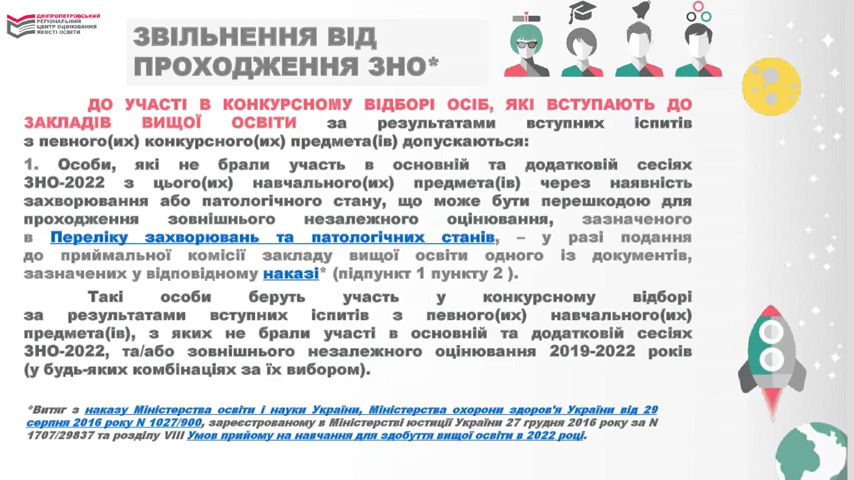 ДНІПРОПЕТРОВСЬКИЙ
РЕГІОНАЛЬНИЙ
ЦЕНТР ОЦІНЮВАННЯ
ЯКОСТІ ОСВІТИ
ЗВІЛЬНЕННЯ ВІД
ПРОХОДЖЕННЯ ЗНО*
ДО УЧАСТІ В КОНКУРСНОМУ ВІДБОРІ ОСІБ, ЯКІ ВСТУПАЮТЬ ДО
ЗАКЛАДІВ ВИЩОЇ ОСВІТИ за результатами вступних іспитів
з певного(их) конкурсного(их) предмета(ів) допускаються:
1. Особи, які не брали участь в основній та додатковій сесіях
ЗНО-2022 з цього(их) навчального(их) предмета(ів) через наявність
захворювання або патологічного стану, що може бути перешкодою для
проходження зовнішнього незалежного оцінювання, зазначеного
в Переліку захворювань та патологічних станів, – у разі подання
до приймальної комісії закладу вищої освіти одного із документів,
зазначених у відповідному наказі* (підпункт 1 пункту 2 ).
Такі особи беруть участь у конкурсному відборі
за результатами вступних іспитів з певного(их) навчального(их)
предмета(ів), з яких не брали участі в основній та додатковій сесіях
ЗНО-2022, та/або зовнішнього незалежного оцінювання 2019-2022 років
(у будь-яких комбінаціях за їх вибором).
*Витяг з наказу Міністерства освіти і науки України, Міністерства охорони здоров'я України від 29
серпня 2016 року N 1027/900, зареєстрованому в Міністерстві юстиції України 27 грудня 2016 року за N
1707/29837 та розділу VIII Умов прийому на навчання для здобуття вищої освіти в 2022 році.